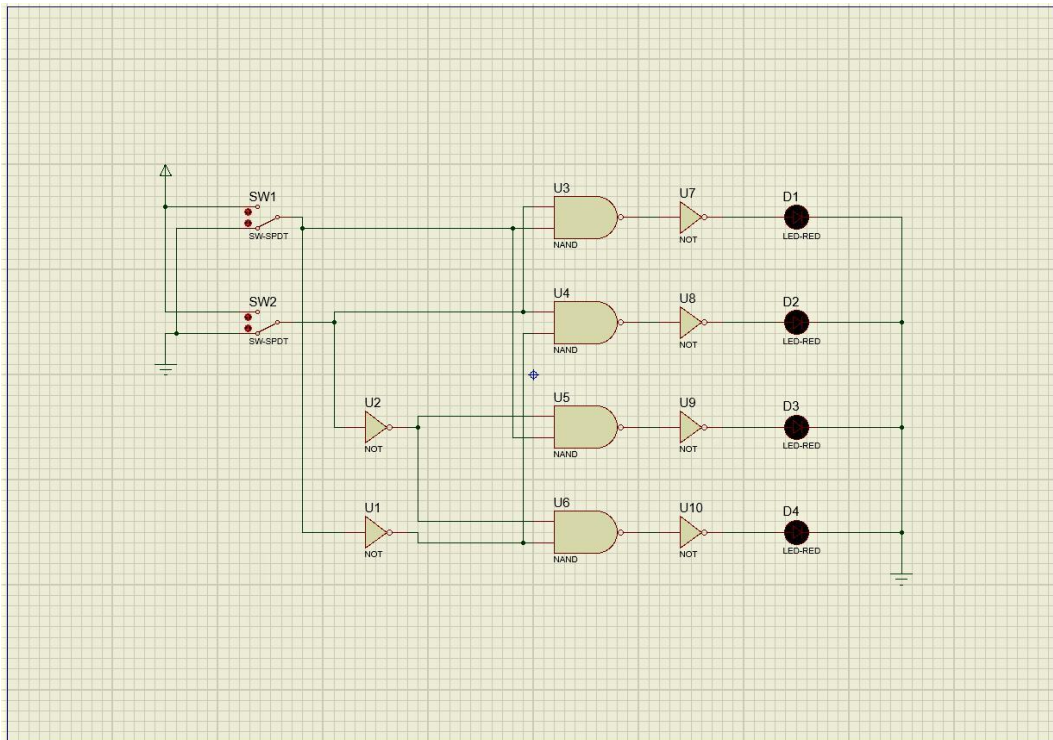 SW1
SW-SPDT
U3
NAND
U7
NOT
D1
LED-RED
SW2
SW-SPDT
U4
NAND
U8
NOT
D2
LED-RED
U2
NOT
U5
NAND
U9
NOT
D3
LED-RED
U1
NOT
U6
NAND
U10
NOT
D4
LED-RED